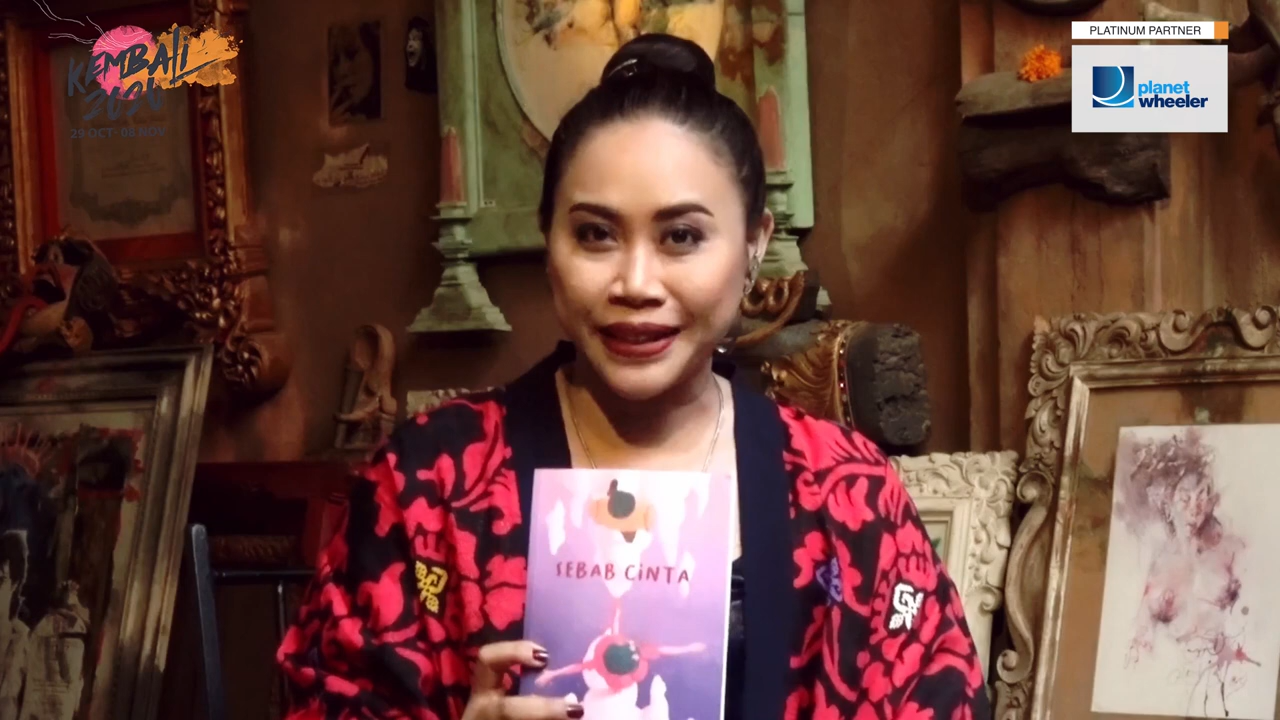 KEMBALI
29 OCT-08 NOV
PLATINUM PARTNER
planet
wheeler
SEBAB CINTA